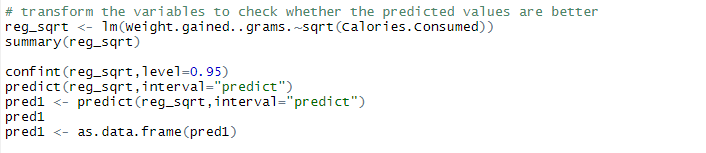 # transform the variables to check whether the predicted values are better
reg_sqrt <- lm(Weight.gained..grams.~sqrt(Calories.Consumed))
summary(reg_sqrt)
confint(reg_sqrt,level=0.95)
predict(reg_sqrt,interval="predict")
pred1 <- predict(reg_sqrt,interval="predict")
pred1
pred1 <- as.data.frame(pred1)